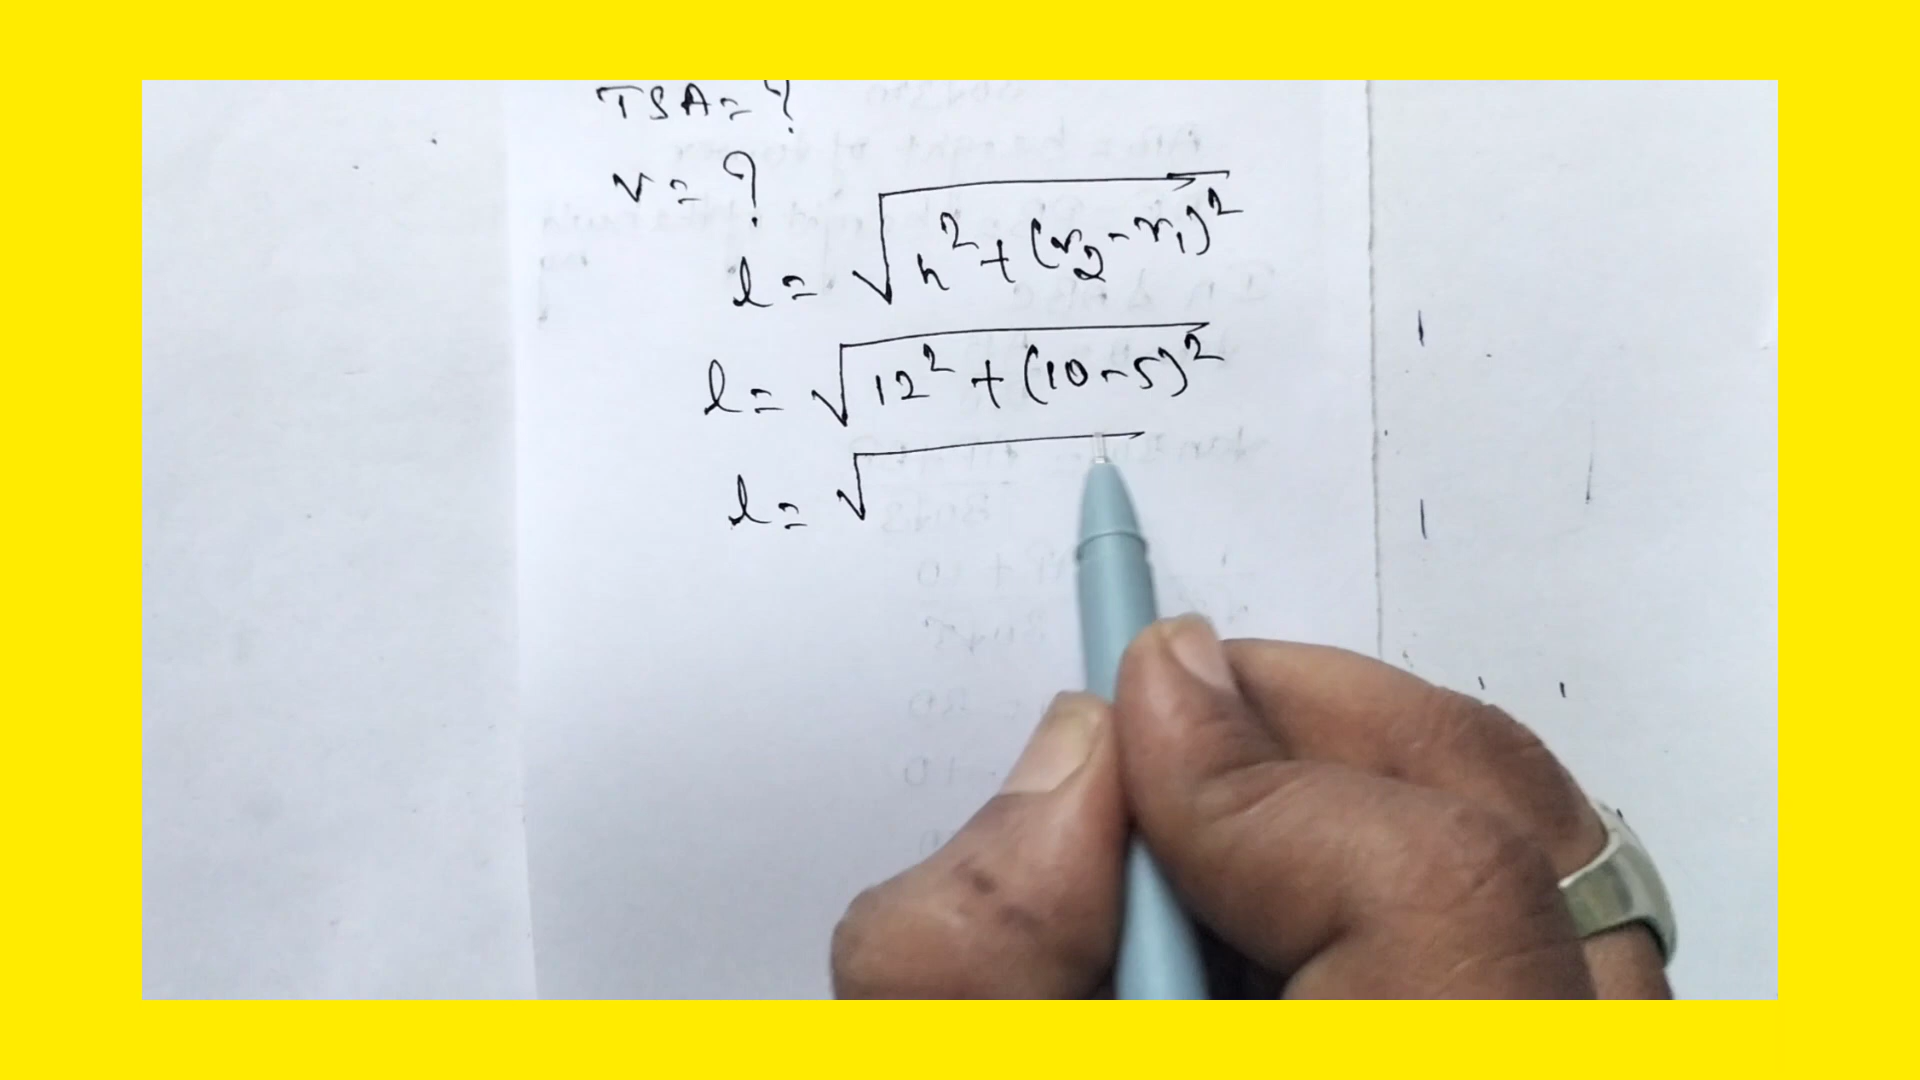 TSA = ?
V = ?
l = √h² + (r₂ - r₁)²
l = √12² + (10 - 5)²
l = √